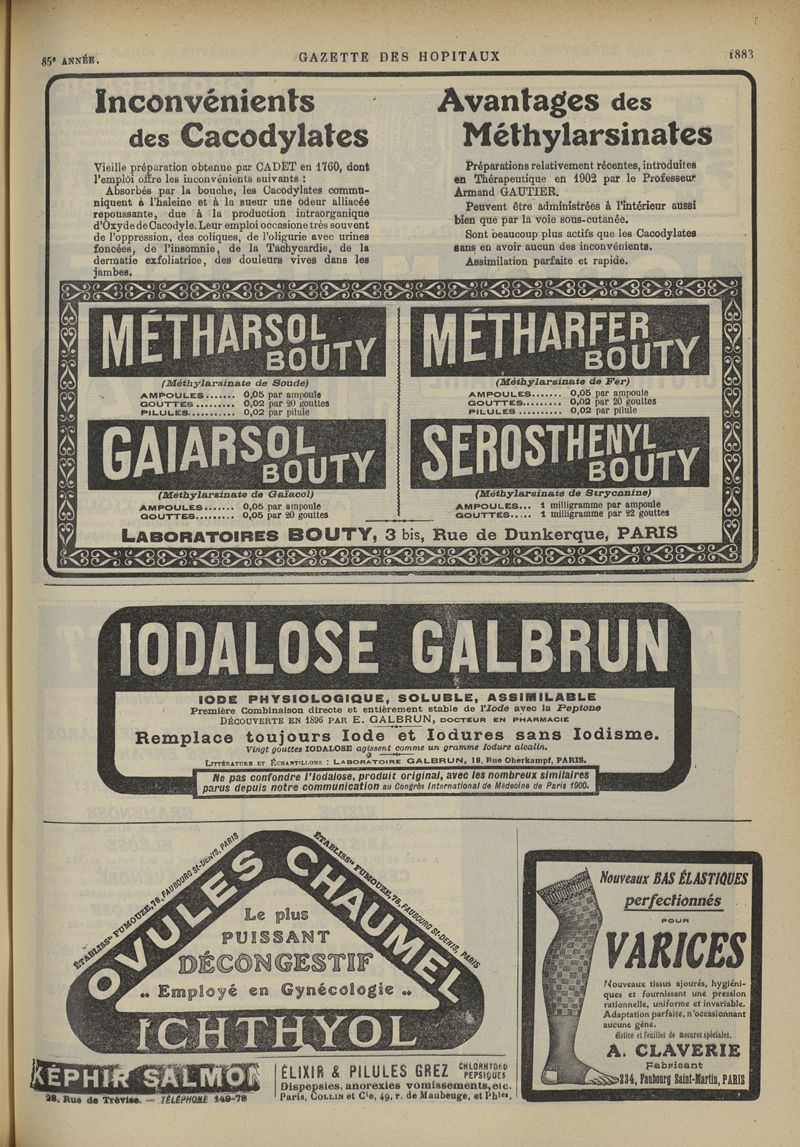 85e ANNÉE.
GAZETTE DES HOPITAUX
1883
Inconvénients
des Cacodylates
Vieille préparation obtenue par CADET en 1760, dont
l'emploi offre les inconvénients suivants :
Absorbés par la bouche, les Cacodylates commu-
niquent à l'haleine et à la sueur une odeur alliacée
repoussante, due à la production intraorganique
d'Oxyde de Cacodyle. Leur emploi occasione très souvent
de l'oppression, des coliques, de l'oligurie avec urines
foncées, de l'insomnie, de la Tachycardie, de la
dermatie exfoliatrice, des douleurs vives dans les
jambes.
Avantages des
Méthylarsinates
Préparations relativement récentes, introduites
en Thérapeutique en 1902 par le Professeur
Armand GAUTIER.
Peuvent être administrées à l'intérieur aussi
bien que par la voie sous-cutanée.
Sont beaucoup plus actifs que les Cacodylates
sans en avoir aucun des inconvénients.
Assimilation parfaite et rapide.
MÉTHARSOL
BOUTY
(Méthylarsinate de Soude)
AMPOULES....... 0,05 par ampoule
GOUTTES......... 0,02 par 20 gouttes
PILULES........... 0,02 par pilule
MÉTHARFER
BOUTY
(Méthylarsinate de Fer)
AMPOULES....... 0,05 par ampoule
GOUTTES......... 0,02 par 20 gouttes
PILULES.......... 0,02 par pilule
GAIARSOL
BOUTY
(Méthylarsinate de Gaïacol)
AMPOULES....... 0,05 par ampoule
GOUTTES......... 0,05 par 20 gouttes
SEROSTHENYL
BOUTY
(Méthylarsinate de Strycanine)
AMPOULES... 1 milligramme par ampoule
GOUTTES..... 1 milligramme par 22 gouttes
LABORATOIRES BOUTY, 3 bis, Rue de Dunkerque, PARIS
IODALOSE GALBRUN
IODE PHYSIOLOGIQUE, SOLUBLE, ASSIMILABLE
Première Combinaison directe et entièrement stable de l'Iode avec la Peptone
DÉCOUVERTE EN 1896 PAR E. GALBRUN, DOCTEUR EN PHARMACIE
Remplace toujours Iode et Iodures sans Iodisme.
Vingt gouttes IODALOSE agissent comme un gramme Iodure alcalin.
LITTÉRATURE ET ÉCHANTILLONS : LABORATOIRE GALBRUN, 18, Rue Oberkampf, PARIS.
Ne pas confondre l'Iodalose, produit original, avec les nombreux similaires
parus depuis notre communication au Congrès International de Médecine de Paris 1900.
ÉTABLISSts FUMOUZE, 78, FAUBOURG St-DENIS, PARIS
ÉTABLISSts FUMOUZE, 78, FAUBOURG St-DENIS, PARIS
OVULES CHAUMEL
Le plus
PUISSANT
DÉCONGESTIF
„ Employé en Gynécologie „
ICHTHYOL
Nouveaux BAS ÉLASTIQUES
perfectionnés
POUR
VARICES
Nouveaux tissus ajourés, hygiéni-
ques et fournissant une pression
rationnelle, uniforme et invariable.
Adaptation parfaite, n'occasionnant
aucune gêne.
Notice et Feuilles de mesures spéciales.
A. CLAVERIE
Fabricant
234, Faubourg Saint-Martin, PARIS
KÉPHIR SALMON
28, Rue de Trévise. — TÉLÉPHONE 149-78
ÉLIXIR & PILULES GREZ CHLORHYDRO
PEPSIQUES
Dispepsies, anorexies vomissements, etc.
Paris, COLLIN et Cie, 49, r. de Maubeuge, et Phies.